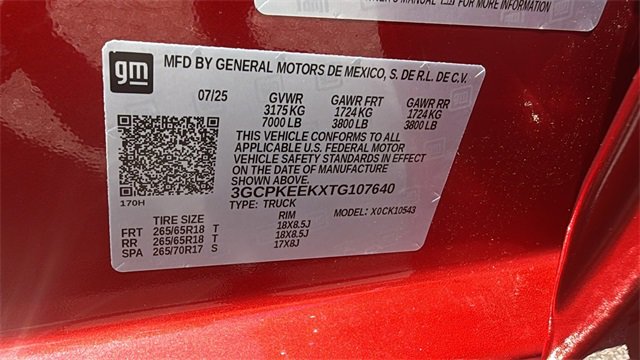 MANUAL FOR MORE INFORMATION
gm
MFD BY GENERAL MOTORS DE MEXICO, S. DE R.L. DE C.V.
07/25 GVWR GAWR FRT GAWR RR
3175 KG 1724 KG 1724 KG
7000 LB 3800 LB 3800 LB
THIS VEHICLE CONFORMS TO ALL
APPLICABLE U.S. FEDERAL MOTOR
VEHICLE SAFETY STANDARDS IN EFFECT
ON THE DATE OF MANUFACTURE
SHOWN ABOVE.
3GCPKEEKXTG107640
170H
TYPE: TRUCK MODEL: X0CK10543
TIRE SIZE RIM
FRT 265/65R18 T 18X8.5J
RR 265/65R18 T 18X8.5J
SPA 265/70R17 S 17X8J